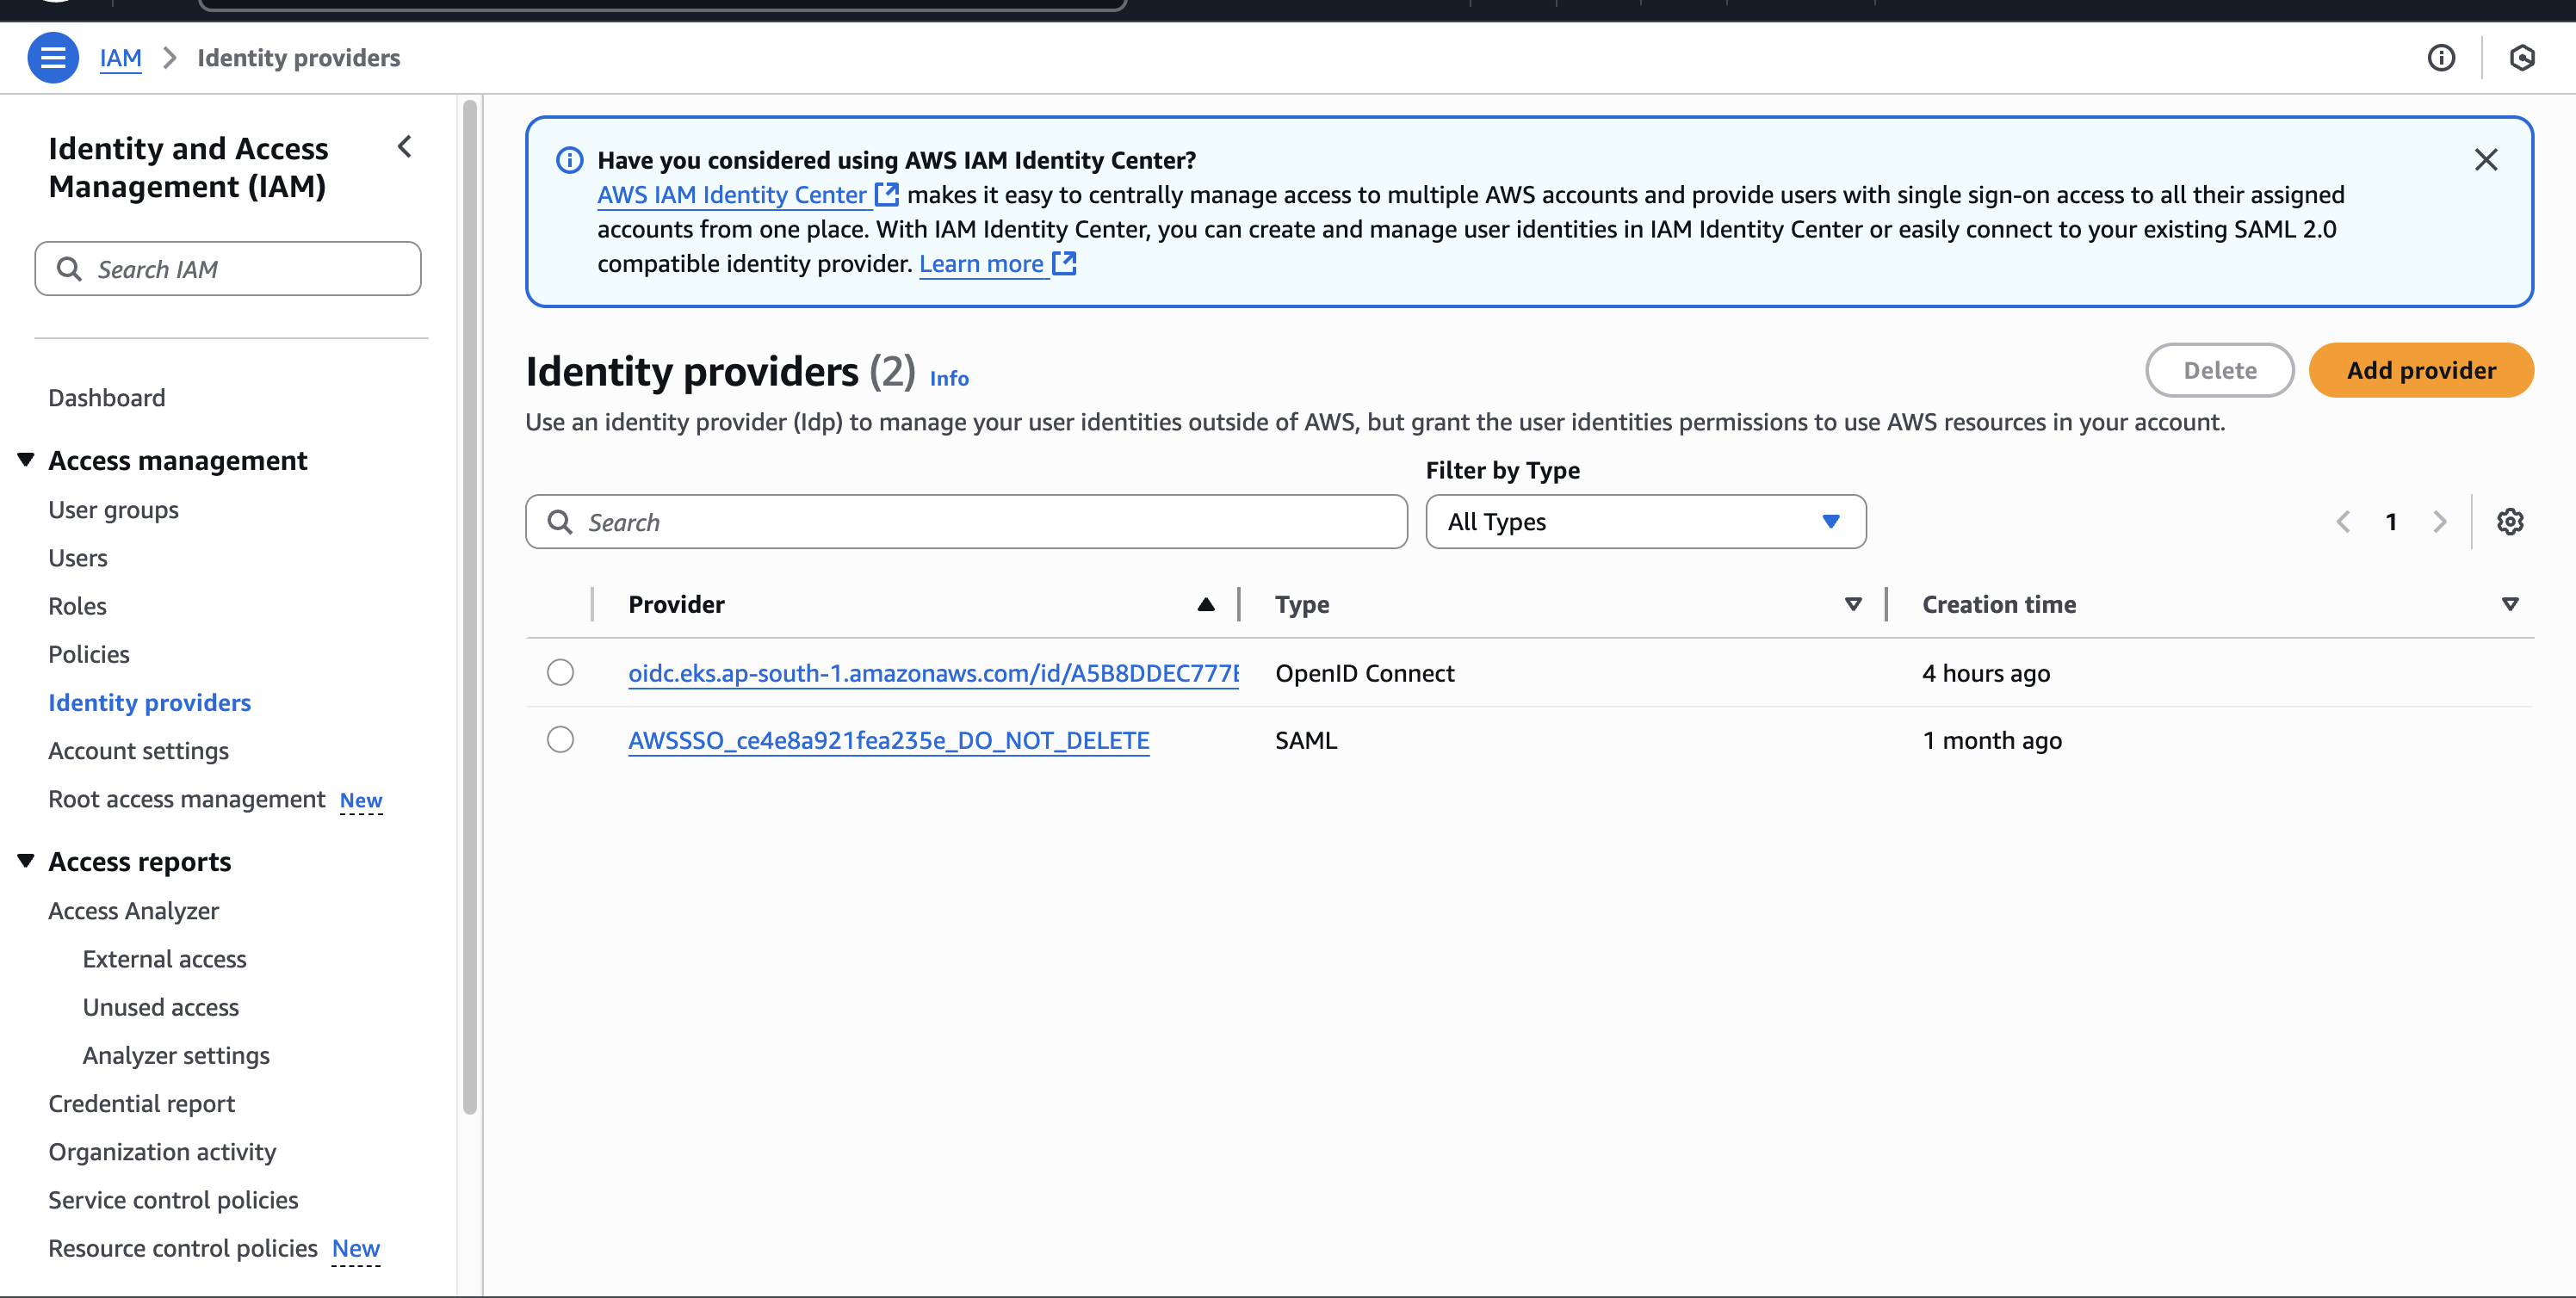 IAM > Identity providers
Identity and Access
Management (IAM)
Search IAM
Dashboard
Access management
User groups
Users
Roles
Policies
Identity providers
Account settings
Root access management New
Access reports
Access Analyzer
External access
Unused access
Analyzer settings
Credential report
Organization activity
Service control policies
Resource control policies New
Have you considered using AWS IAM Identity Center?
AWS IAM Identity Center makes it easy to centrally manage access to multiple AWS accounts and provide users with single sign-on access to all their assigned
accounts from one place. With IAM Identity Center, you can create and manage user identities in IAM Identity Center or easily connect to your existing SAML 2.0
compatible identity provider. Learn more
Identity providers (2) Info
Delete
Add provider
Use an identity provider (Idp) to manage your user identities outside of AWS, but grant the user identities permissions to use AWS resources in your account.
Filter by Type
Search
All Types
1
Provider Type Creation time
oidc.eks.ap-south-1.amazonaws.com/id/A5B8DDEC777E OpenID Connect 4 hours ago
AWSSSO_ce4e8a921fea235e_DO_NOT_DELETE SAML 1 month ago